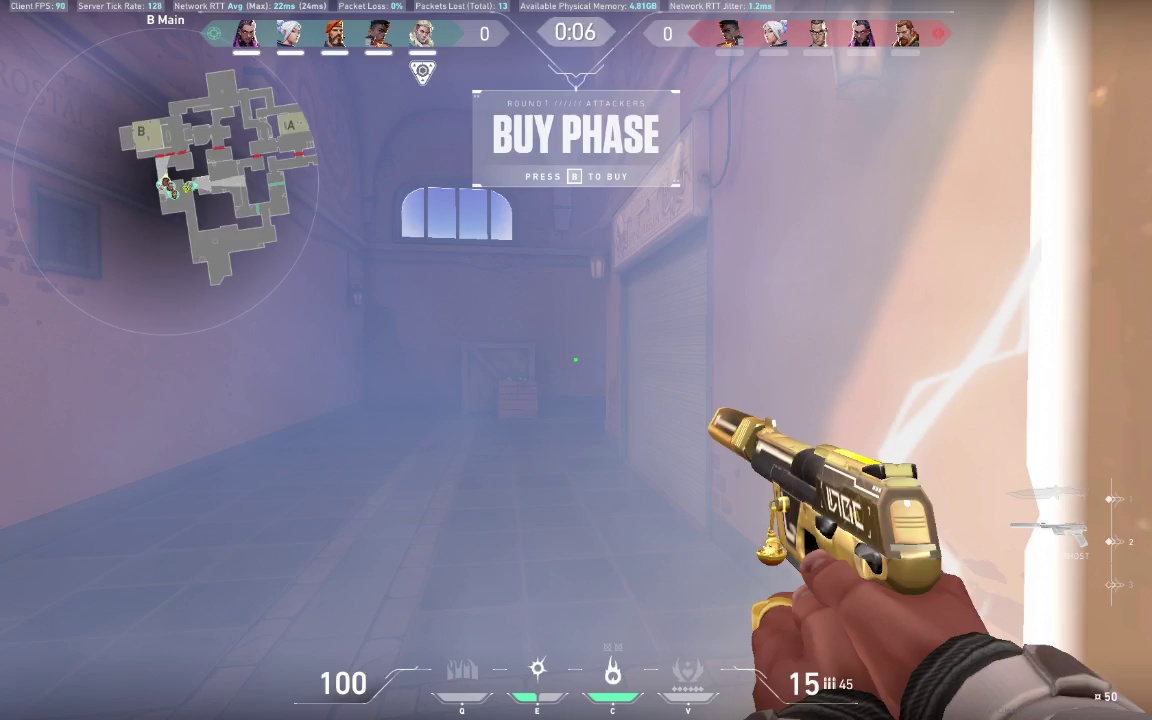 Client FPS: 90 Server Tick Rate: 128 Network RTT Avg (Max): 22ms (24ms) Packet Loss: 0% Packets Lost (Total): 13 Available Physical Memory: 4.81GB Network RTT Jitter: 1.2ms
B Main
0 0:06 0
ROUND 1 ////// ATTACKERS
BUY PHASE
PRESS B TO BUY
B
A
1
2
GHOST
3
100
15 45
50
Q E C V